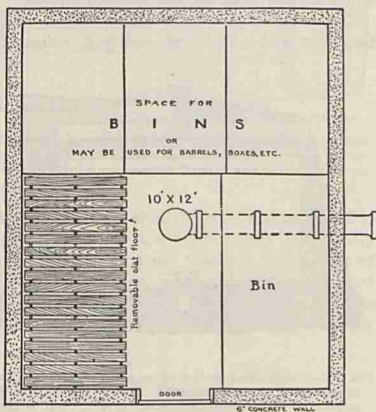 SPACE FOR
BINS
OR
MAY BE USED FOR BARRELS, BOXES, ETC.
10' X 12'
Removable slat floor
Bin
DOOR
6" CONCRETE WALL